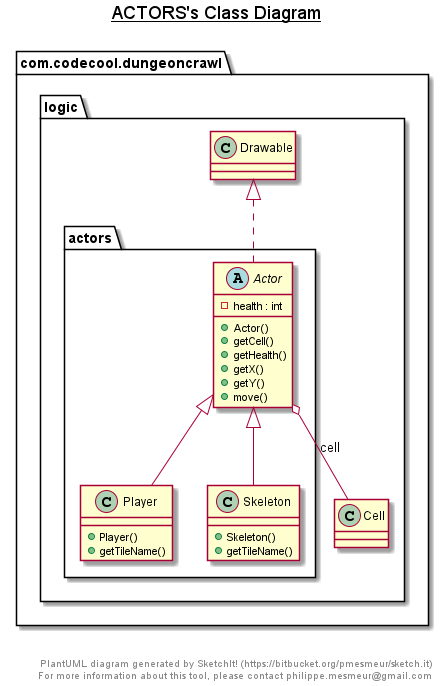 ACTORS's Class Diagram
com.codecool.dungeoncrawl
logic
C Drawable
actors
A Actor
health : int
Actor()
getCell()
getHealth()
getX()
getY()
move()
cell
C Player
Player()
getTileName()
C Skeleton
Skeleton()
getTileName()
C Cell
PlantUML diagram generated by SketchIt! (https://bitbucket.org/pmesmeur/sketch.it)
For more information about this tool, please contact philippe.mesmeur@gmail.com